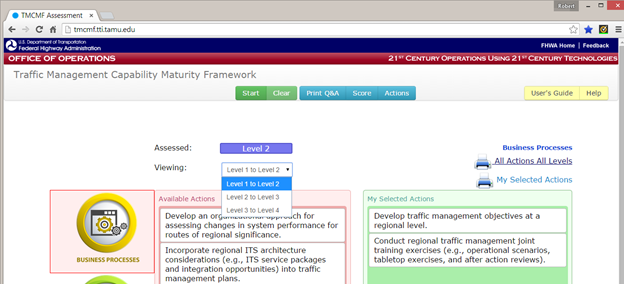 Robert
TMCMF Assessment
tmcmf.tti.tamu.edu
U.S. Department of Transportation
Federal Highway Administration
FHWA Home | Feedback
OFFICE OF OPERATIONS
21ST CENTURY OPERATIONS USING 21ST CENTURY TECHNOLOGIES
Traffic Management Capability Maturity Framework
Start Clear Print Q&A Score Actions User's Guide Help
Assessed: Level 2
Business Processes
Viewing: Level 1 to Level 2
All Actions All Levels
My Selected Actions
Level 1 to Level 2
Level 2 to Level 3
Level 3 to Level 4
BUSINESS PROCESSES
Available Actions
Develop an organizational approach for
assessing changes in system performance for
routes of regional significance.
Incorporate regional ITS architecture
considerations (e.g., ITS service packages
and integration opportunities) into traffic
management plans.
My Selected Actions
Develop traffic management objectives at a
regional level.
Conduct regional traffic management joint
training exercises (e.g., operational scenarios,
tabletop exercises, and after action reviews).